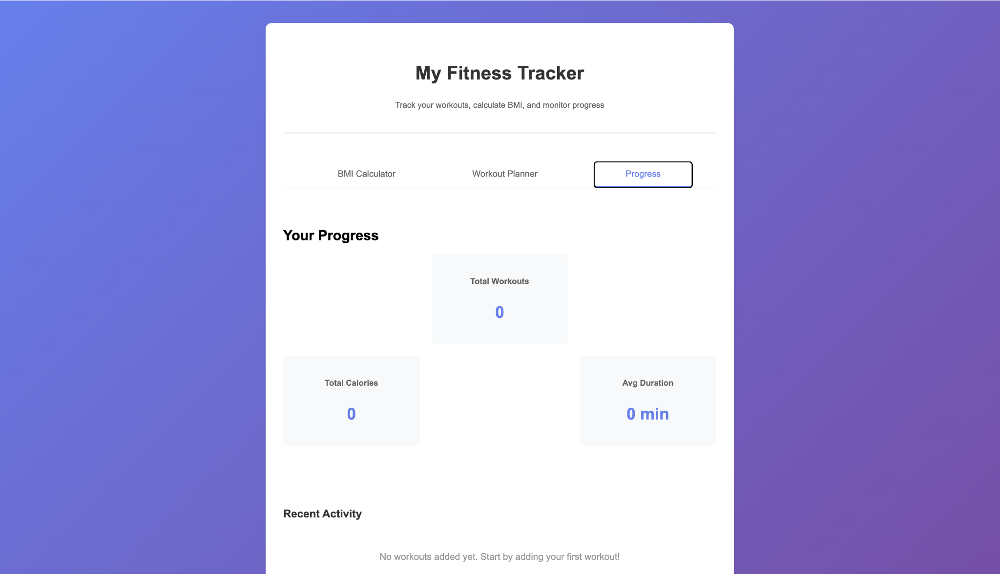 My Fitness Tracker
Track your workouts, calculate BMI, and monitor progress
BMI Calculator
Workout Planner
Progress
Your Progress
Total Workouts
0
Total Calories
0
Avg Duration
0 min
Recent Activity
No workouts added yet. Start by adding your first workout!